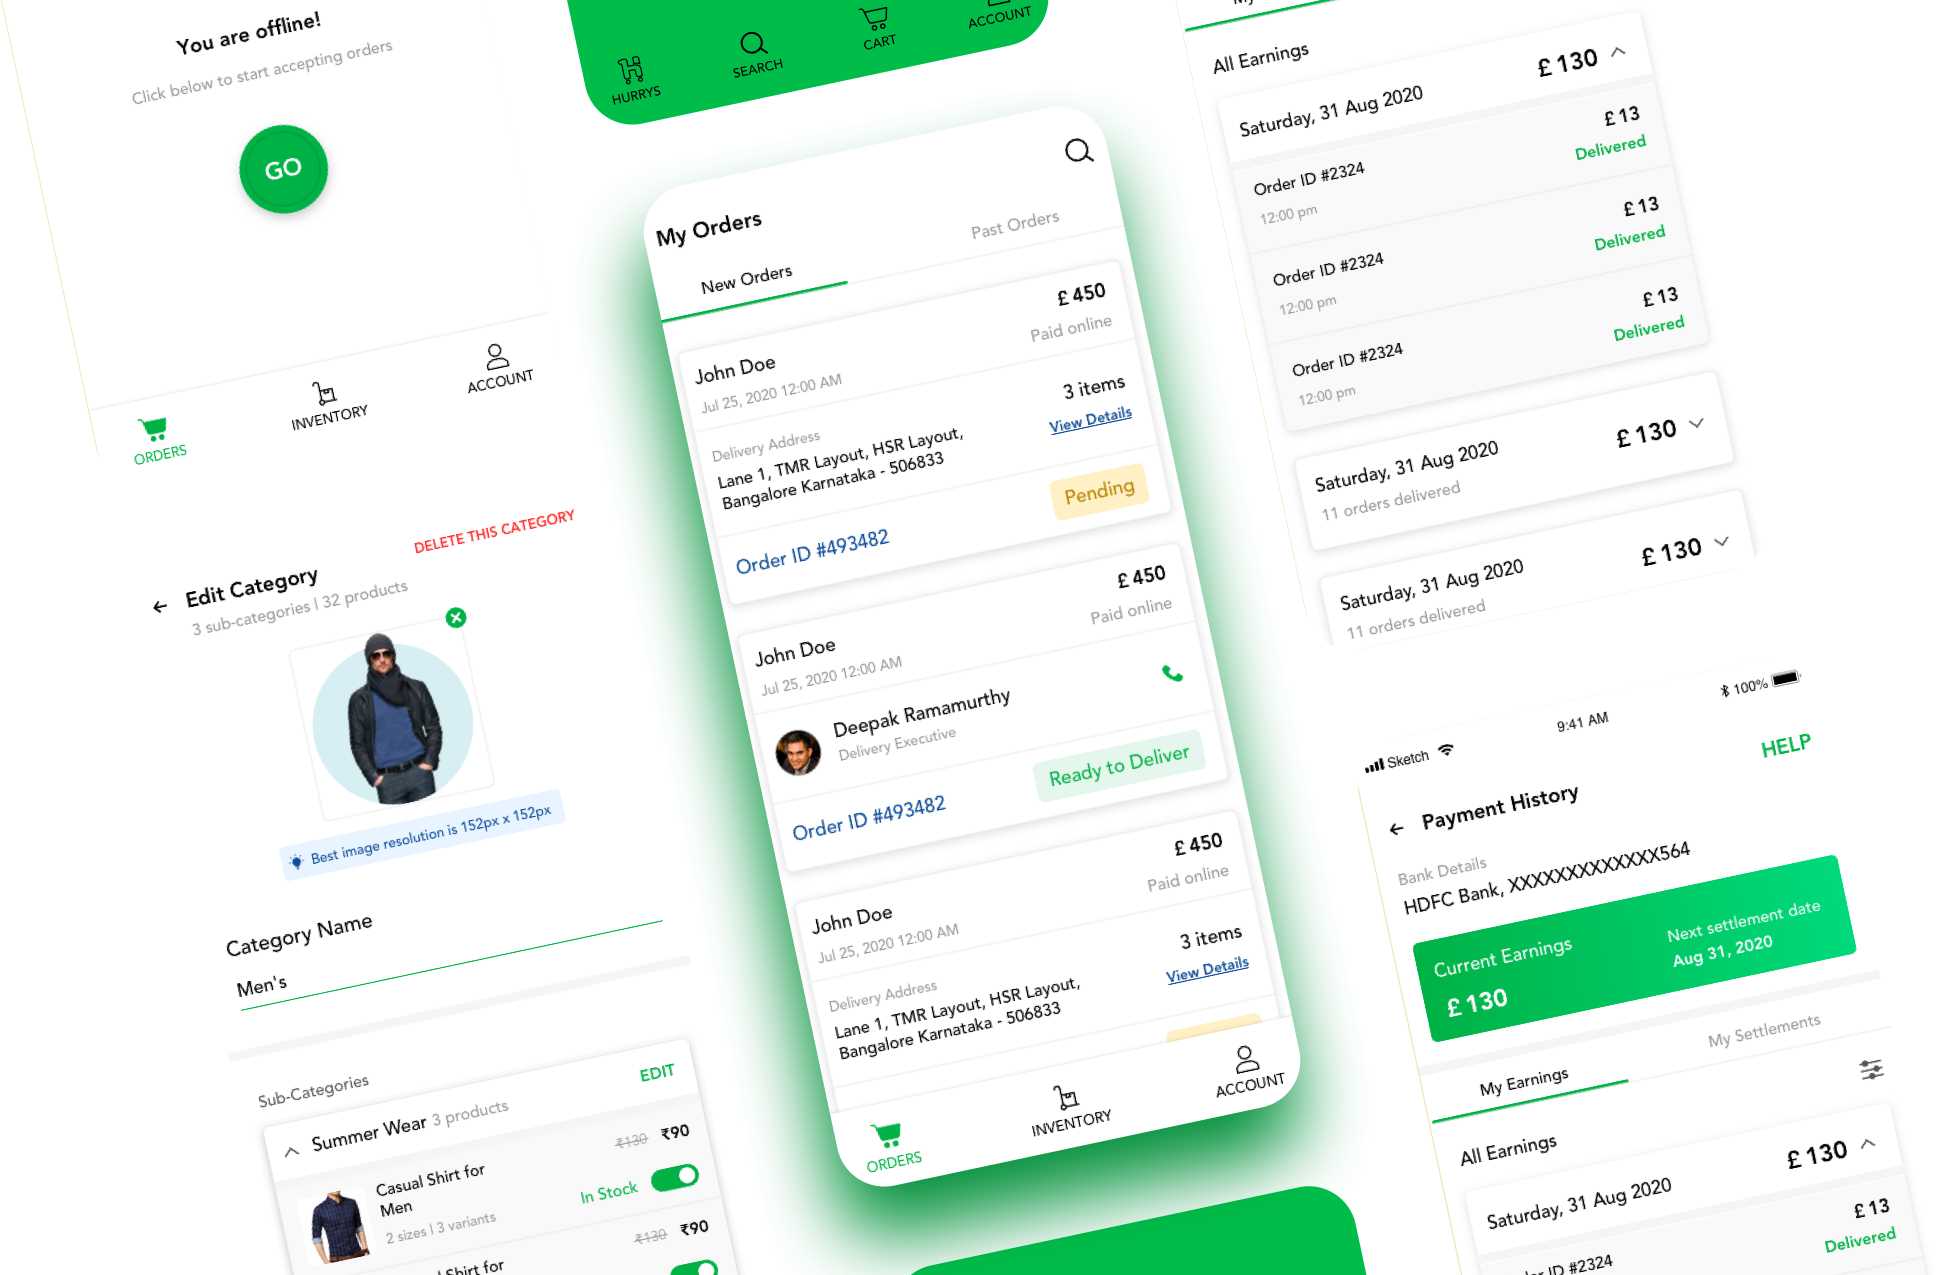 You are offline!
Click below to start accepting orders
GO
ORDERS
INVENTORY
ACCOUNT
HURRYS
SEARCH
CART
ACCOUNT
DELETE THIS CATEGORY
Edit Category
3 sub-categories | 32 products
Best image resolution is 152px x 152px
Category Name
Men's
Sub-Categories
Summer Wear 3 products
EDIT
Casual Shirt for
Men
₹130 ₹90
2 sizes | 3 variants
In Stock
₹130 ₹90
Shirt for
My Orders
New Orders
Past Orders
John Doe
£ 450
Jul 25, 2020 12:00 AM
Paid online
Delivery Address
3 items
Lane 1, TMR Layout, HSR Layout,
Bangalore Karnataka - 506833
View Details
Order ID #493482
Pending
John Doe
£ 450
Jul 25, 2020 12:00 AM
Paid online
Deepak Ramamurthy
Delivery Executive
Order ID #493482
Ready to Deliver
John Doe
£ 450
Jul 25, 2020 12:00 AM
Paid online
Delivery Address
3 items
Lane 1, TMR Layout, HSR Layout,
Bangalore Karnataka - 506833
View Details
ORDERS
INVENTORY
ACCOUNT
All Earnings
Saturday, 31 Aug 2020
£ 130
Order ID #2324
£ 13
12:00 pm
Delivered
Order ID #2324
£ 13
12:00 pm
Delivered
Order ID #2324
£ 13
12:00 pm
Delivered
Saturday, 31 Aug 2020
£ 130
11 orders delivered
Saturday, 31 Aug 2020
£ 130
11 orders delivered
Sketch
9:41 AM
100%
HELP
Payment History
Bank Details
HDFC Bank, XXXXXXXXXXXXX564
Current Earnings
£ 130
Next settlement date
Aug 31, 2020
My Earnings
My Settlements
All Earnings
Saturday, 31 Aug 2020
£ 130
ID #2324
£ 13
Delivered